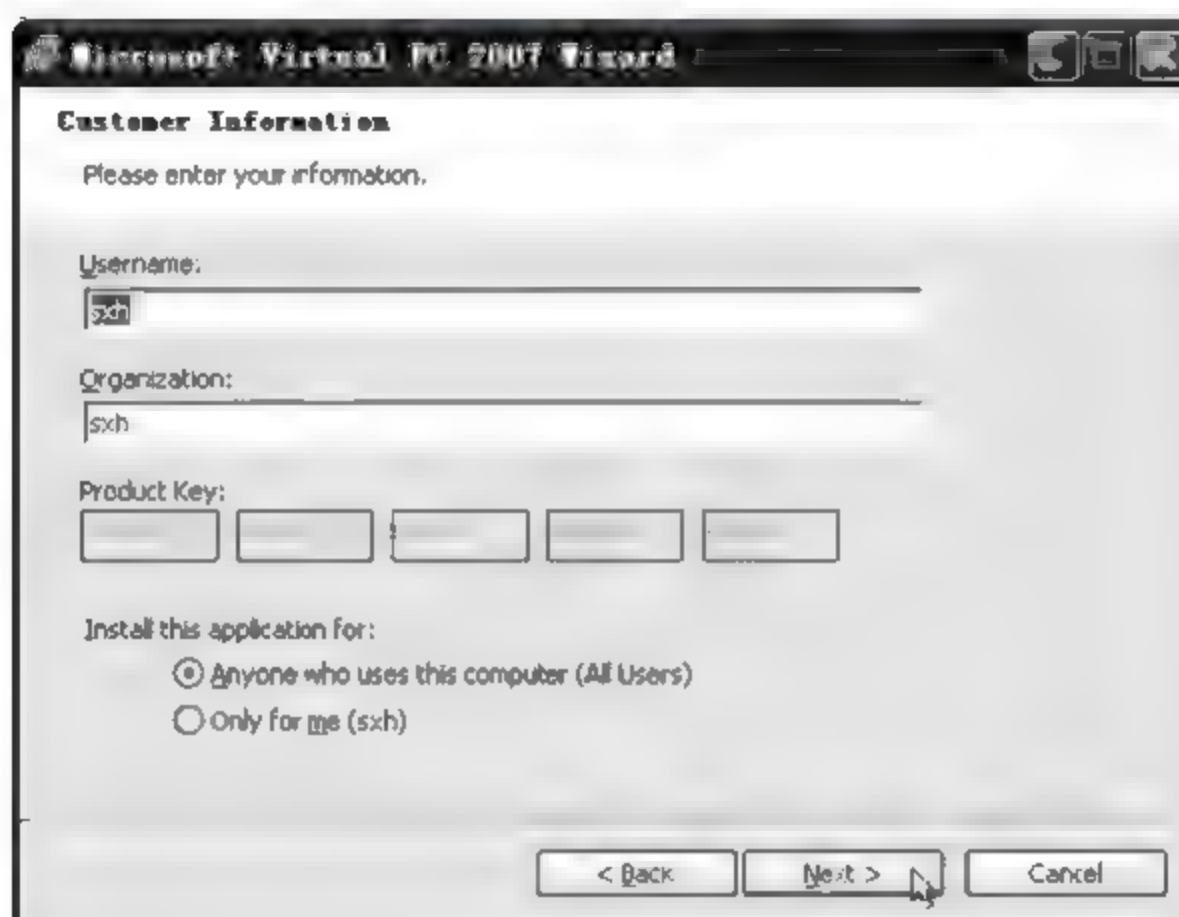 Microsoft Virtual PC 2007 Wizard
Customer Information
Please enter your information.
Username:
sxh
Organization:
sxh
Product Key:
Install this application for:
Anyone who uses this computer (All Users)
Only for me (sxh)
< Back Next > Cancel